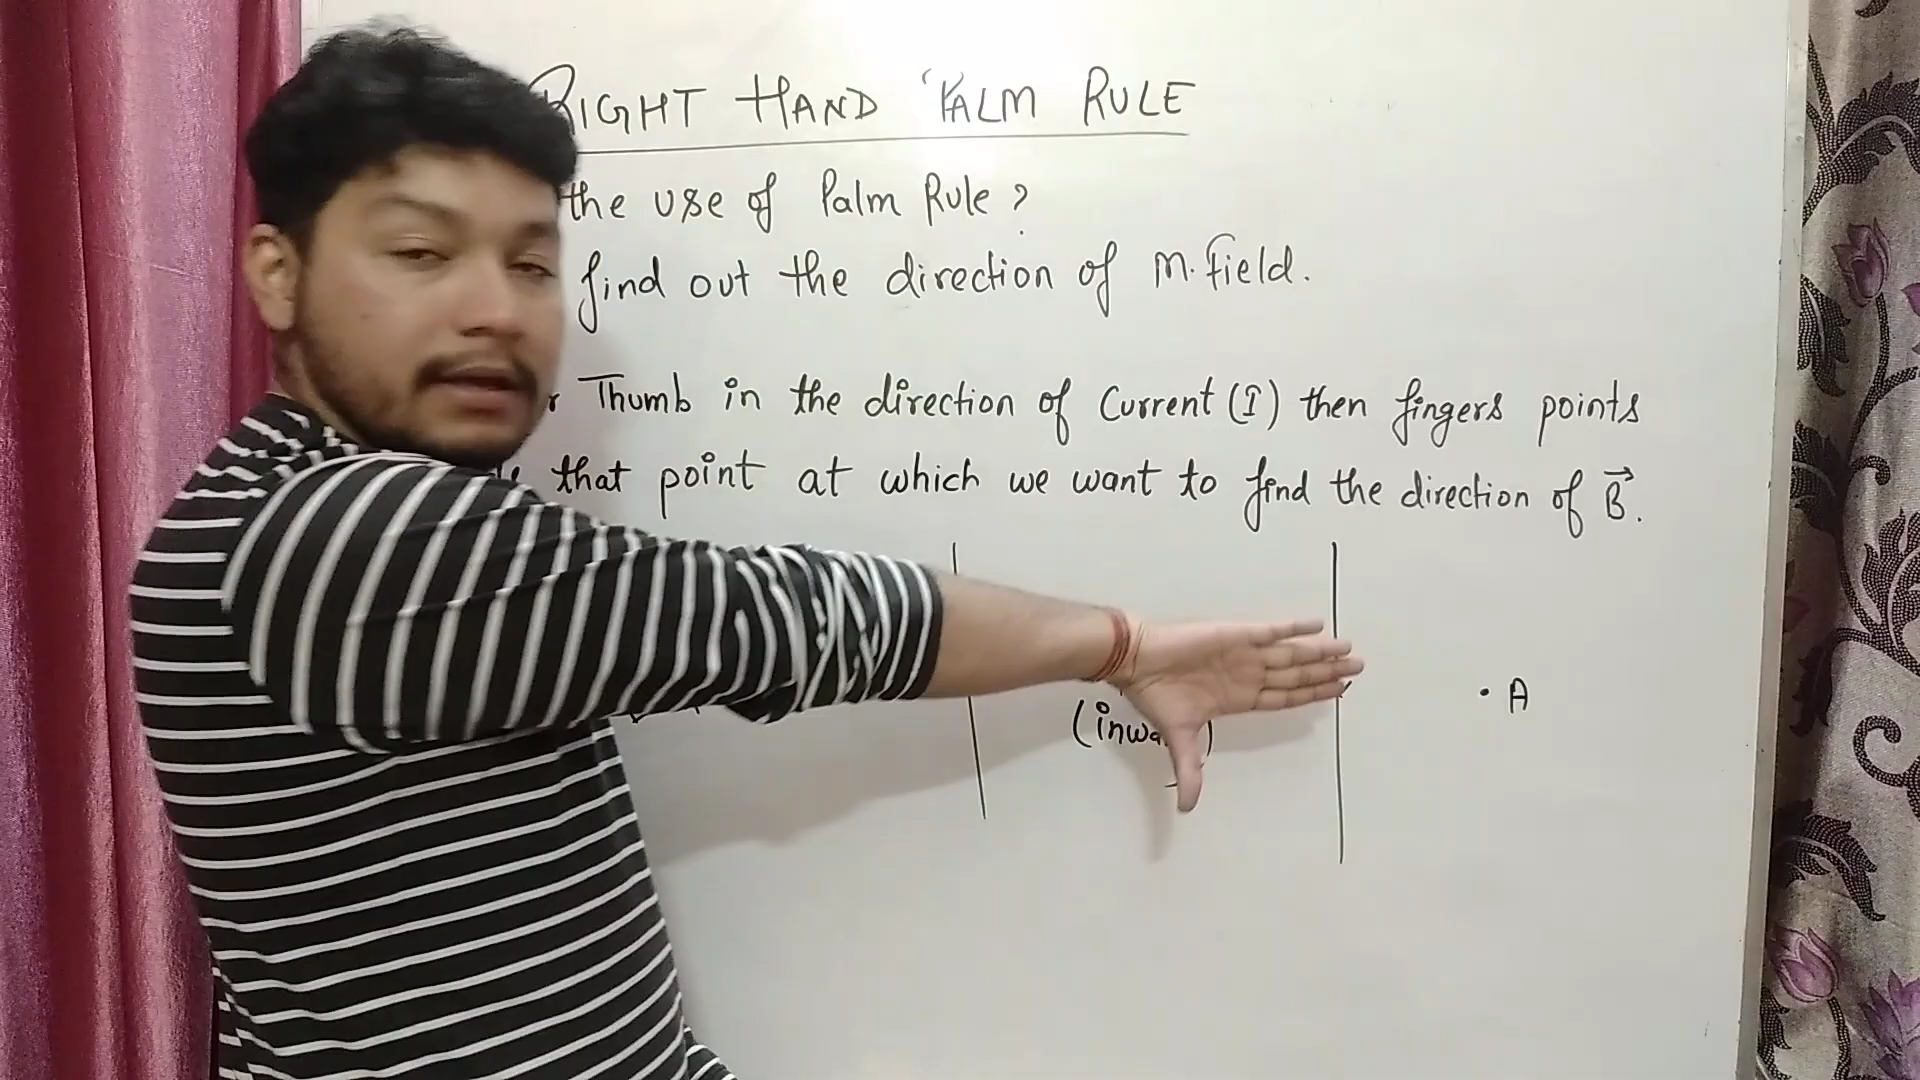 RIGHT HAND PALM RULE
the use of Palm Rule ?
find out the direction of M. field.
Thumb in the direction of Current (I) then fingers points
that point at which we want to find the direction of B⃗.
• A